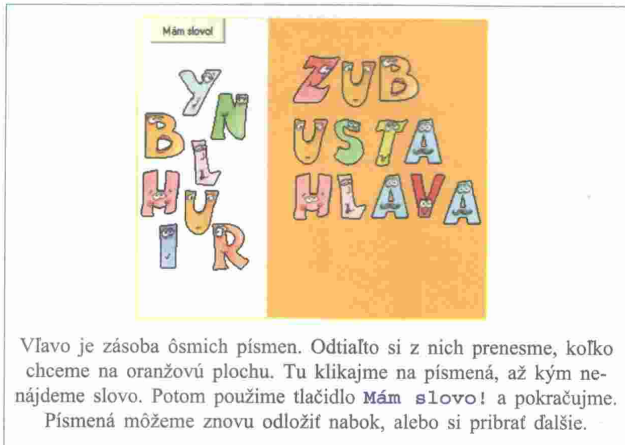 Mám slovo!
Y
N
B
L
H
U
I
R
ZUB
USTA
HLAVA
Vľavo je zásoba ôsmich písmen. Odtiaľto si z nich prenesme, koľko
chceme na oranžovú plochu. Tu klikajme na písmená, až kým ne-
nájdeme slovo. Potom použime tlačidlo Mám slovo! a pokračujme.
Písmená môžeme znovu odložiť nabok, alebo si pribrať ďalšie.